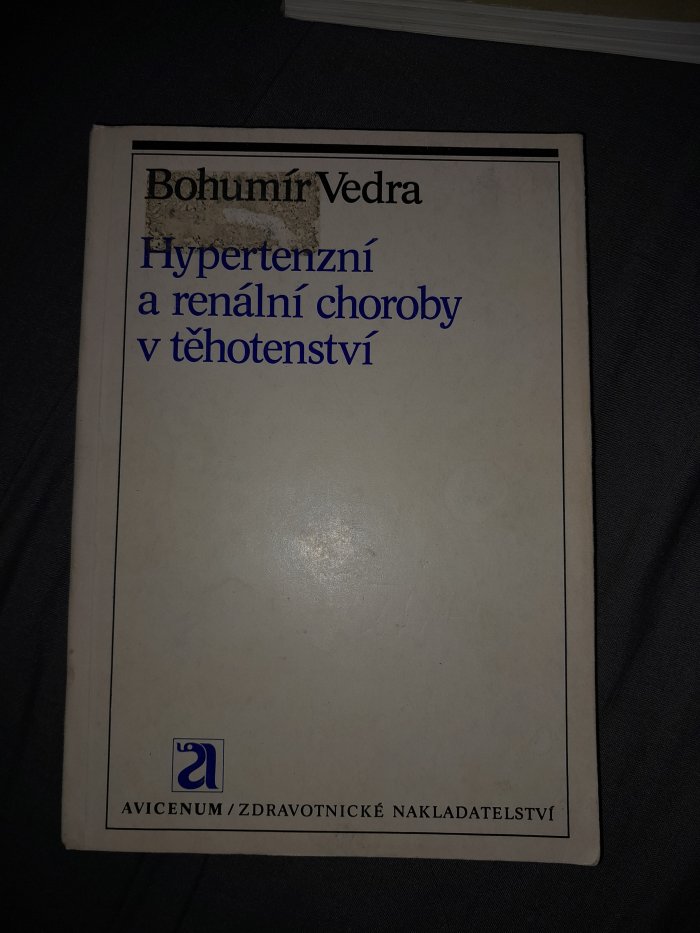 Bohumír Vedra
Hypertenzní
a renální choroby
v těhotenství
AVICENUM / ZDRAVOTNICKÉ NAKLADATELSTVÍ